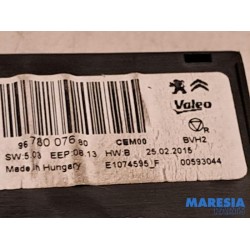 Valeo
R
96 780 076 80 CEM00 BVH2
SW:5.03 EEP:08.13 HW:B 25.02.2015
Made in Hungary E1074595_F 00593044
MARESIA